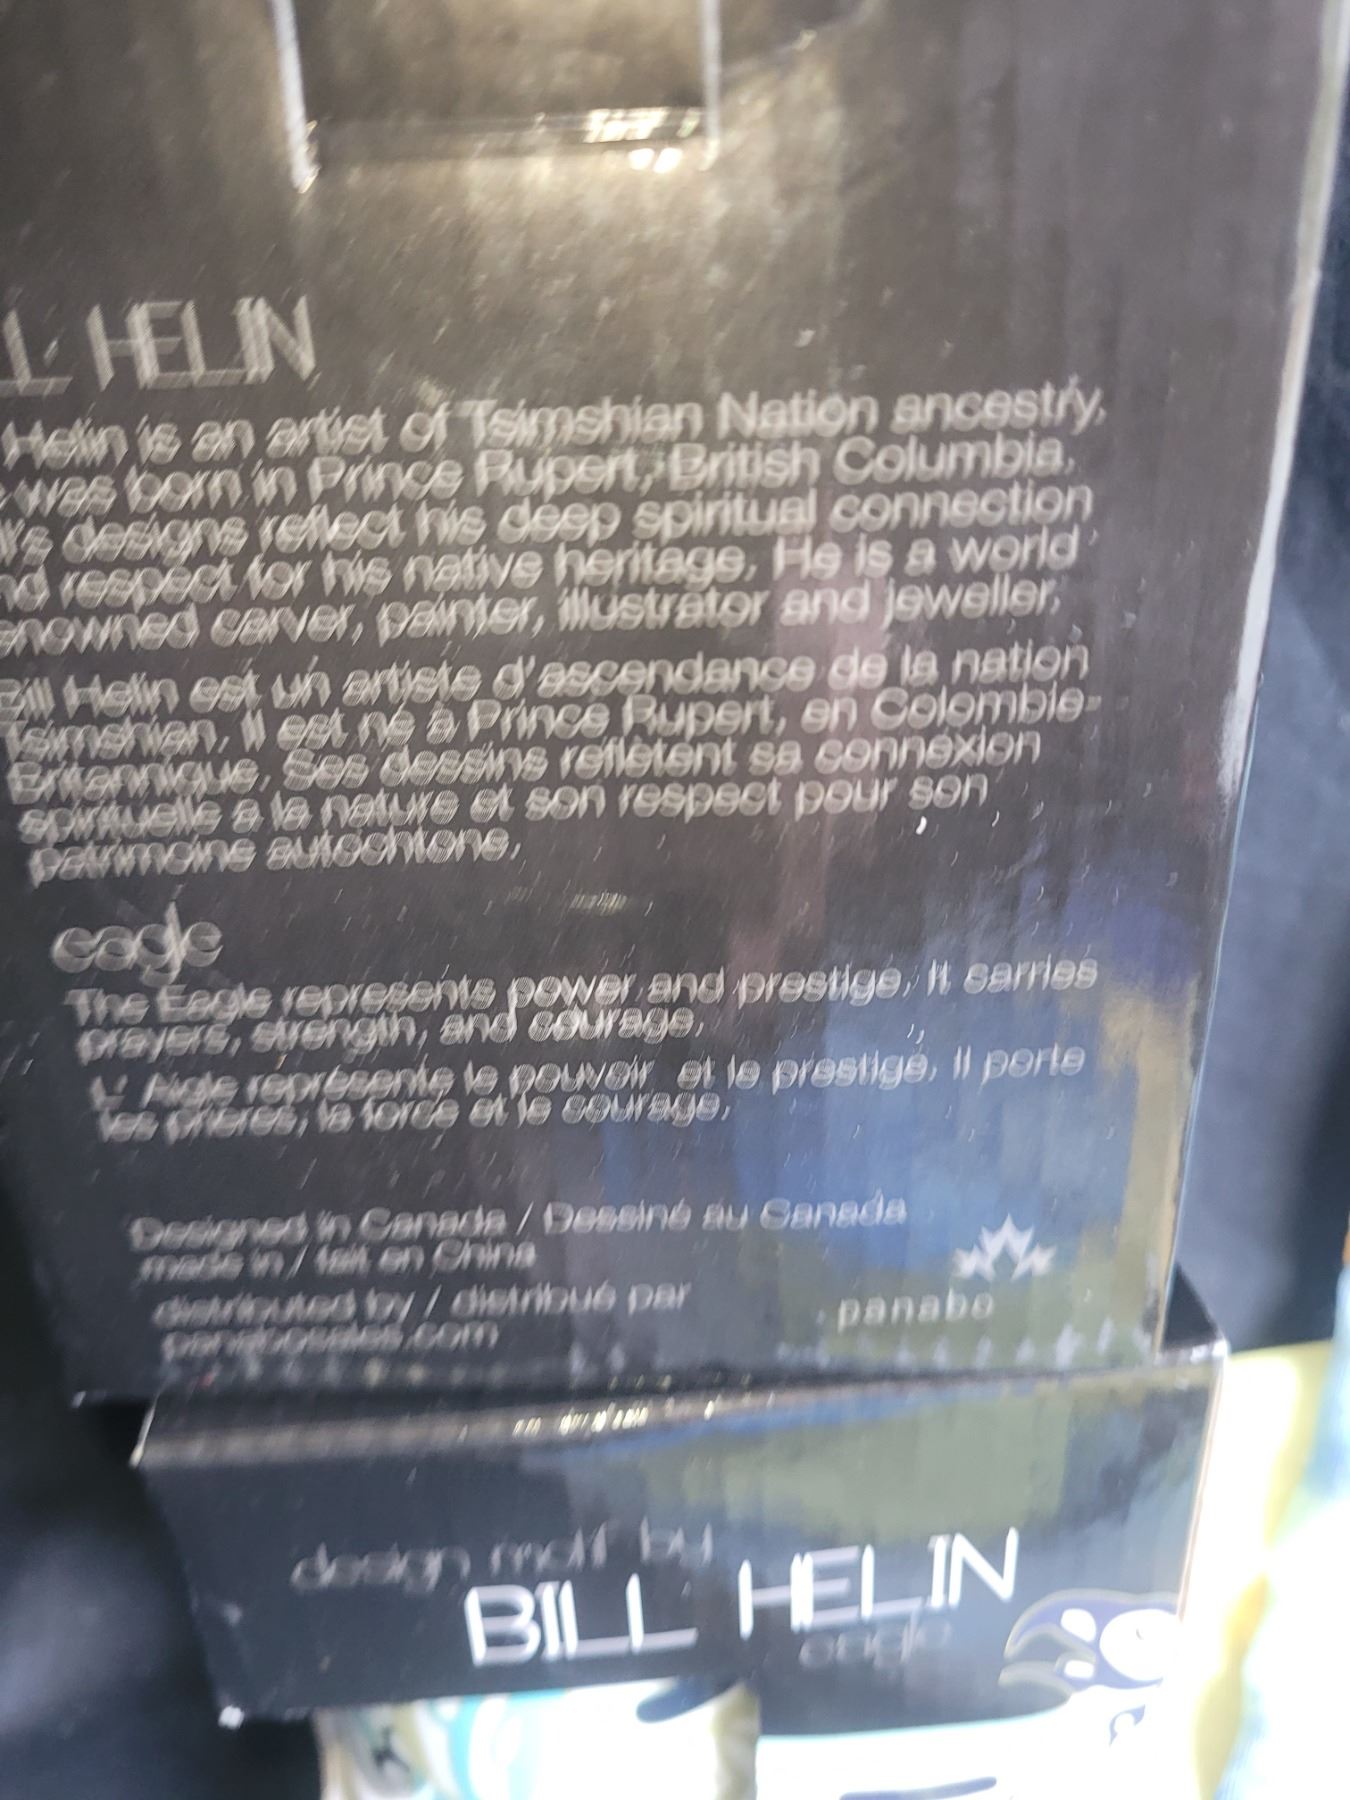 L HELIN
Helin is an artist of Tsimshian Nation ancestry.
was born in Prince Rupert, British Columbia.
l's designs reflect his deep spiritual connection
nd respect for his native heritage. He is a world
enowned carver, painter, illustrator and jeweller.
Bill Helin est un artiste d'ascendance de la nation
Tsimshian. Il est né à Prince Rupert, en Colombie-
Britannique. Ses dessins reflètent sa connexion
spirituelle à la nature et son respect pour son
patrimoine autochtone.
eagle
The Eagle represents power and prestige. It carries
prayers, strength, and courage.
L' Aigle représente le pouvoir et le prestige. Il porte
les prières, la force et le courage.
Designed in Canada / Dessiné au Canada
made in / fait en China
distributed by / distribué par
panabosales.com
panabo
design motif by
BILL HELIN
eagle